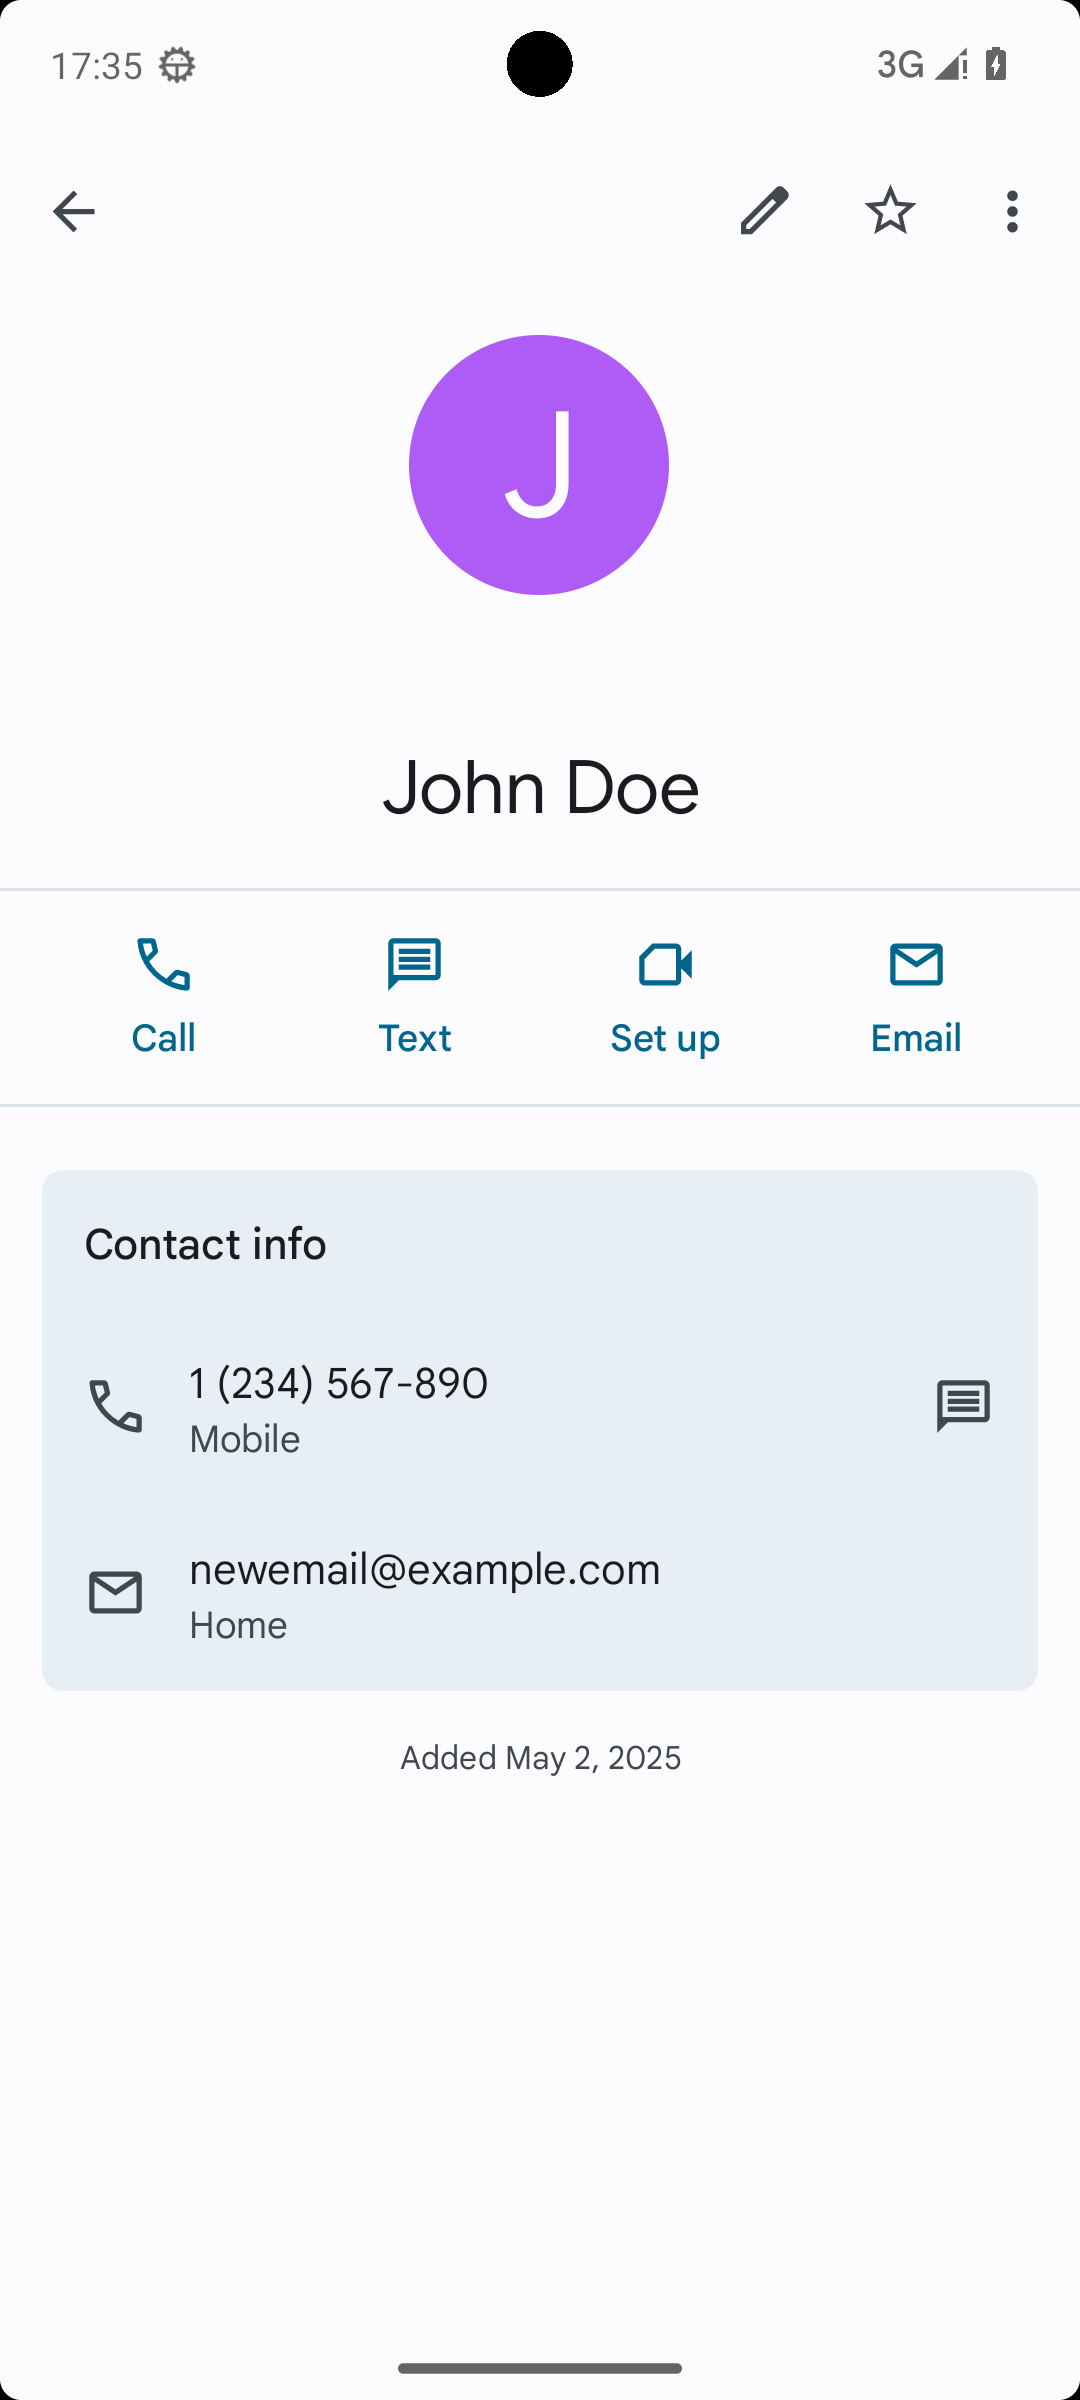 17:35
3G
J
John Doe
Call
Text
Set up
Email
Contact info
1 (234) 567-890
Mobile
newemail@example.com
Home
Added May 2, 2025